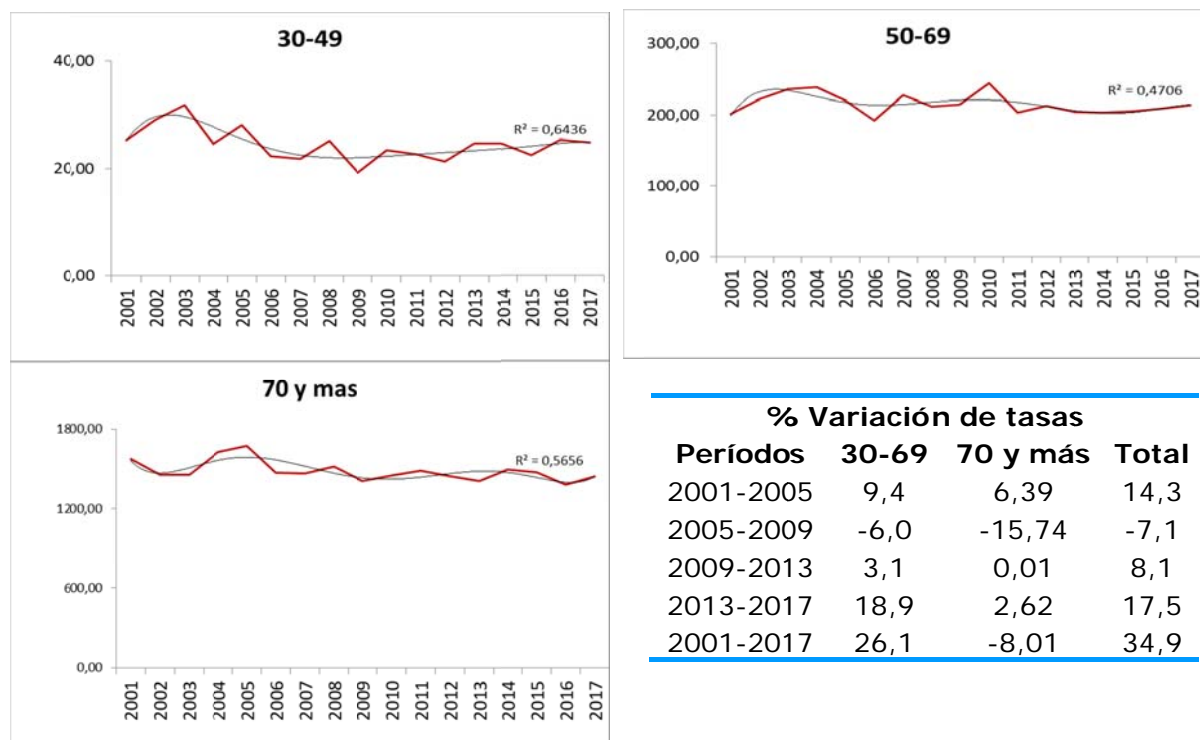 30-49
40,00
20,00
0,00
R² = 0,6436
2001 2002 2003 2004 2005 2006 2007 2008 2009 2010 2011 2012 2013 2014 2015 2016 2017
50-69
300,00
200,00
100,00
0,00
R² = 0,4706
2001 2002 2003 2004 2005 2006 2007 2008 2009 2010 2011 2012 2013 2014 2015 2016 2017
70 y mas
1800,00
1200,00
600,00
0,00
R² = 0,5656
2001 2002 2003 2004 2005 2006 2007 2008 2009 2010 2011 2012 2013 2014 2015 2016 2017
% Variación de tasas
Períodos 30-69 70 y más Total
2001-2005 9,4 6,39 14,3
2005-2009 -6,0 -15,74 -7,1
2009-2013 3,1 0,01 8,1
2013-2017 18,9 2,62 17,5
2001-2017 26,1 -8,01 34,9